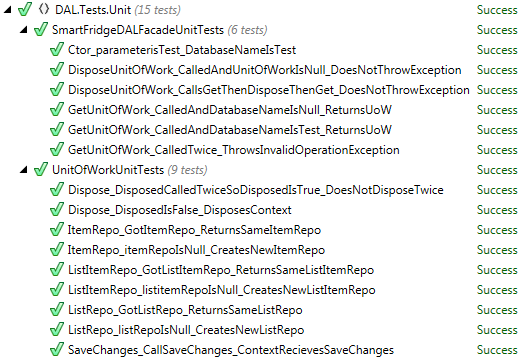 DAL.Tests.Unit (15 tests) Success
SmartFridgeDALFacadeUnitTests (6 tests) Success
Ctor_parameterisTest_DatabaseNameIsTest Success
DisposeUnitOfWork_CalledAndUnitOfWorkIsNull_DoesNotThrowException Success
DisposeUnitOfWork_CallsGetThenDisposeThenGet_DoesNotThrowException Success
GetUnitOfWork_CalledAndDatabaseNameIsNull_ReturnsUoW Success
GetUnitOfWork_CalledAndDatabaseNameIsTest_ReturnsUoW Success
GetUnitOfWork_CalledTwice_ThrowsInvalidOperationException Success
UnitOfWorkUnitTests (9 tests) Success
Dispose_DisposedCalledTwiceSoDisposedIsTrue_DoesNotDisposeTwice Success
Dispose_DisposedIsFalse_DisposesContext Success
ItemRepo_GotItemRepo_ReturnsSameItemRepo Success
ItemRepo_itemRepoIsNull_CreatesNewItemRepo Success
ListItemRepo_GotListItemRepo_ReturnsSameListItemRepo Success
ListItemRepo_listitemRepoIsNull_CreatesNewListItemRepo Success
ListRepo_GotListRepo_ReturnsSameListRepo Success
ListRepo_listRepoIsNull_CreatesNewListRepo Success
SaveChanges_CallSaveChanges_ContextRecievesSaveChanges Success